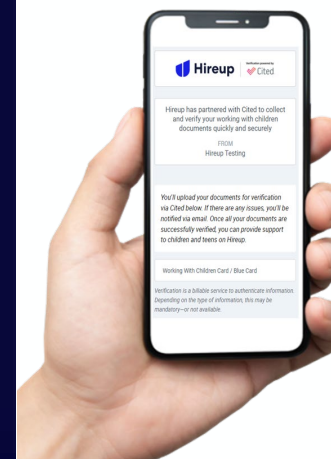 Hireup
Verification powered by
Cited
Hireup has partnered with Cited to collect
and verify your working with children
documents quickly and securely
FROM
Hireup Testing
You'll upload your documents for verification
via Cited below. If there are any issues, you'll be
notified via email. Once all your documents are
successfully verified, you can provide support
to children and teens on Hireup.
Working With Children Card / Blue Card
Verification is a billable service to authenticate information.
Depending on the type of information, this may be
mandatory—or not available.